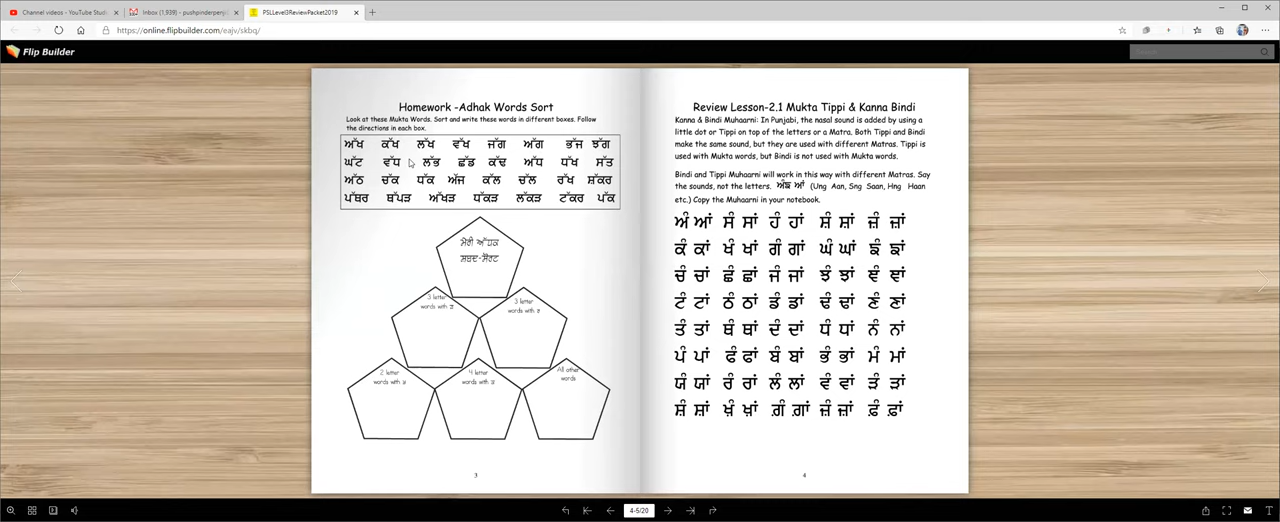 Channel videos - YouTube Stud
Inbox (1,939) - pushpinderpenj
PSLLevel3ReviewPacket2019
https://online.flipbuilder.com/eajv/skbq/
Flip Builder
Search
Homework -Adhak Words Sort
Look at these Mukta Words. Sort and write these words in different boxes. Follow
the directions in each box.
ਅੱਖ ਕੱਖ ਲੱਖ ਵੱਖ ਜੱਗ ਅੱਗ ਭੱਜ ਝੱਗ
ਘੱਟ ਵੱਧ ਲੱਭ ਛੱਡ ਕੱਢ ਅੱਧ ਧੱਖ ਸੱਤ
ਅੱਠ ਚੱਕ ਧੱਕ ਅੱਜ ਕੱਲ ਚੱਲ ਰੱਖ ਸ਼ੱਕਰ
ਪੱਥਰ ਥੱਪੜ ਅੱਖੜ ਧੱਕੜ ਲੱਕੜ ਟੱਕਰ ਪੱਕ
ਮੇਰੀ ਅੱਧਕ
ਸ਼ਬਦ-ਸੌਰਟ
3 letter
words with
3 letter
words with
2 letter
words with
4 letter
words with
All other
words
3
Review Lesson-2.1 Mukta Tippi & Kanna Bindi
Kanna & Bindi Muhaarni: In Punjabi, the nasal sound is added by using a
little dot or Tippi on top of the letters or a Matra. Both Tippi and Bindi
make the same sound, but they are used with different Matras. Tippi is
used with Mukta words, but Bindi is not used with Mukta words.
Bindi and Tippi Muhaarni will work in this way with different Matras. Say
the sounds, not the letters. ਅੰਙ ਆਂ (Ung Aan, Sng Saan, Hng Haan
etc.) Copy the Muhaarni in your notebook.
ਅੰ ਆਂ ਸੰ ਸਾਂ ਹੰ ਹਾਂ ਸ਼ੰ ਸ਼ਾਂ ਜ਼ੰ ਜ਼ਾਂ
ਕੰ ਕਾਂ ਖੰ ਖਾਂ ਗੰ ਗਾਂ ਘੰ ਘਾਂ ਙੰ ਙਾਂ
ਚੰ ਚਾਂ ਛੰ ਛਾਂ ਜੰ ਜਾਂ ਝੰ ਝਾਂ ਞੰ ਞਾਂ
ਟੰ ਟਾਂ ਠੰ ਠਾਂ ਡੰ ਡਾਂ ਢੰ ਢਾਂ ਣੰ ਣਾਂ
ਤੰ ਤਾਂ ਥੰ ਥਾਂ ਦੰ ਦਾਂ ਧੰ ਧਾਂ ਨੰ ਨਾਂ
ਪੰ ਪਾਂ ਫੰ ਫਾਂ ਬੰ ਬਾਂ ਭੰ ਭਾਂ ਮੰ ਮਾਂ
ਯੰ ਯਾਂ ਰੰ ਰਾਂ ਲੰ ਲਾਂ ਵੰ ਵਾਂ ੜੰ ੜਾਂ
ਸ਼ੰ ਸ਼ਾਂ ਖ਼ੰ ਖ਼ਾਂ ਗ਼ੰ ਗ਼ਾਂ ਜ਼ੰ ਜ਼ਾਂ ਫ਼ੰ ਫ਼ਾਂ
4
4-5/20